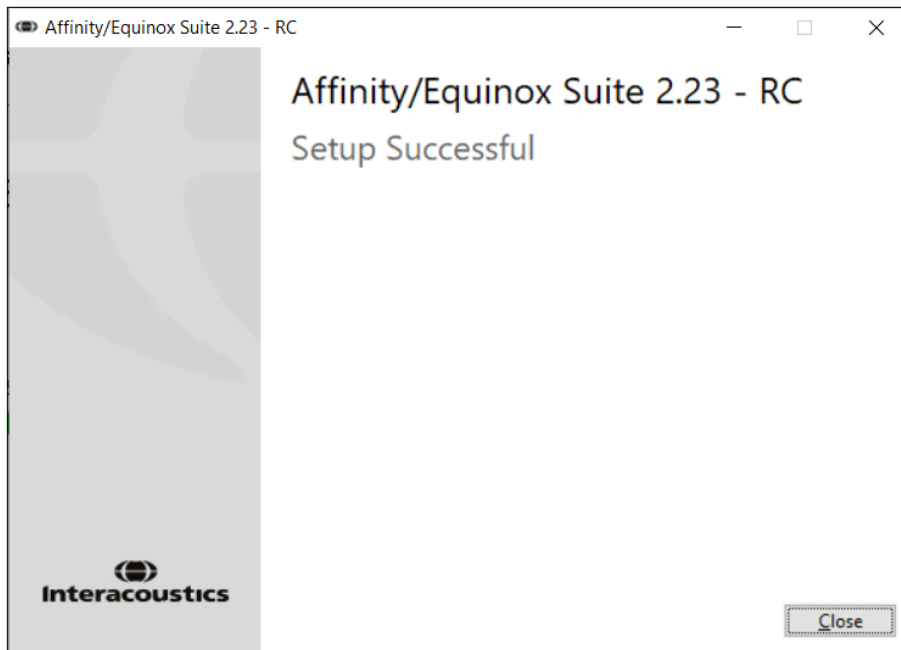 Affinity/Equinox Suite 2.23 - RC
Affinity/Equinox Suite 2.23 - RC
Setup Successful
Interacoustics
Close